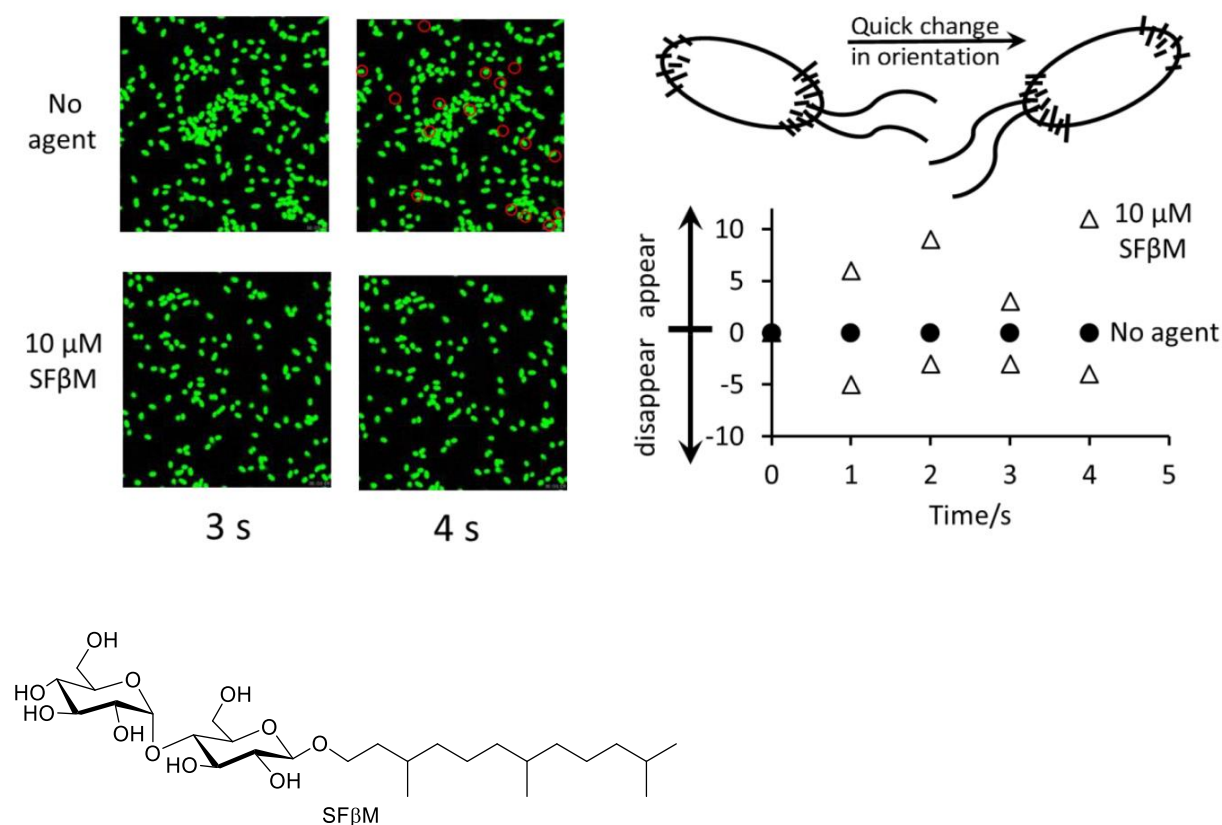 No
agent
10 μM
SFβM
3 s
4 s
Quick change
in orientation
disappear
appear
10
5
0
-5
-10
0
1
2
3
4
5
Time/s
10 μM
SFβM
No agent
OH
O
HO
HO
OH
O
OH
O
HO
OH
O
SFβM